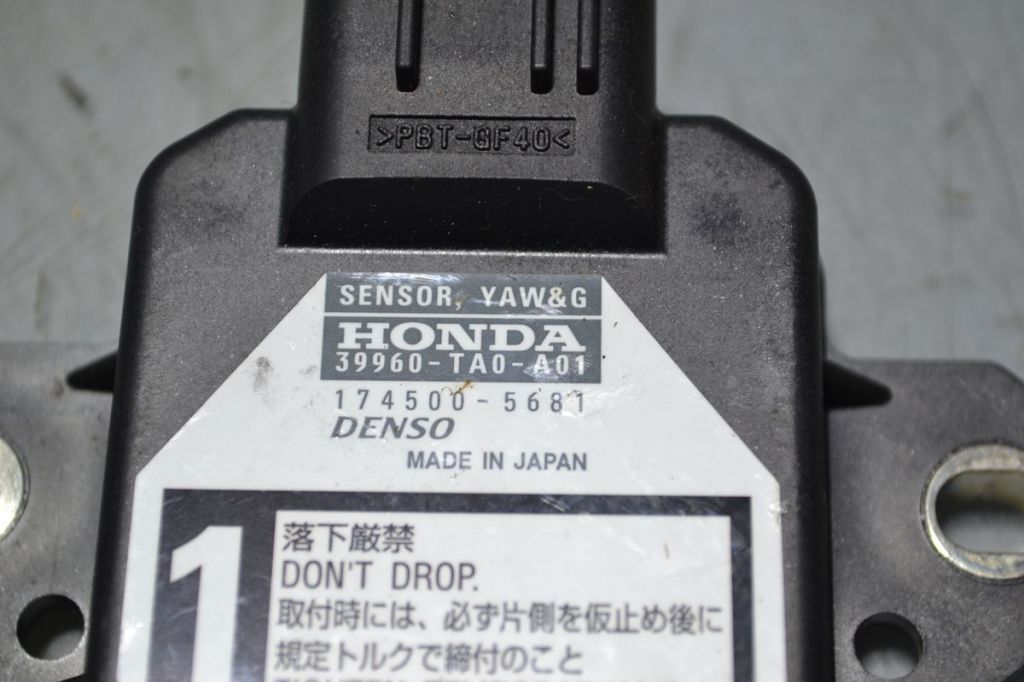 >PBT-GF40<
SENSOR, YAW&G
HONDA
39960-TA0-A01
174500-5681
DENSO
MADE IN JAPAN
1
落下厳禁
DON'T DROP.
取付時には、必ず片側を仮止め後に
規定トルクで締付のこと